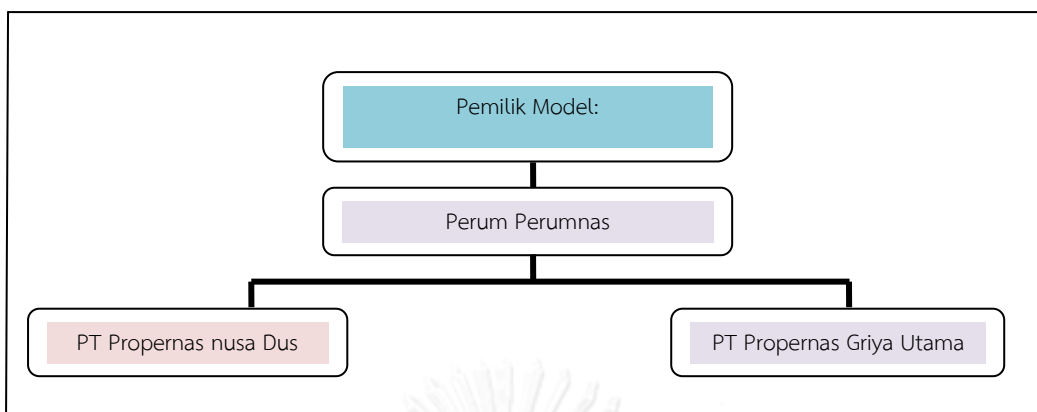 Pemilik Model:
Perum Perumnas
PT Propernas nusa Dus
PT Propernas Griya Utama